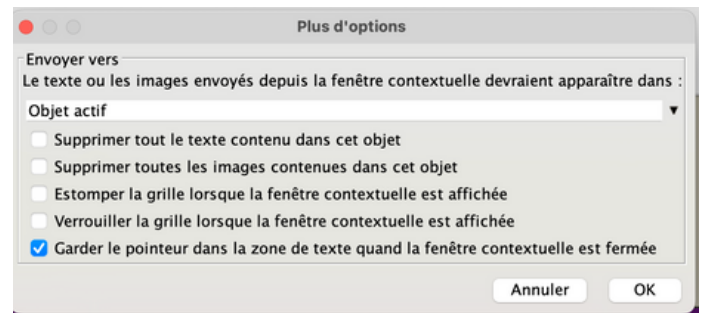 Plus d'options
Envoyer vers
Le texte ou les images envoyés depuis la fenêtre contextuelle devraient apparaître dans :
Objet actif
Supprimer tout le texte contenu dans cet objet
Supprimer toutes les images contenues dans cet objet
Estomper la grille lorsque la fenêtre contextuelle est affichée
Verrouiller la grille lorsque la fenêtre contextuelle est affichée
Garder le pointeur dans la zone de texte quand la fenêtre contextuelle est fermée
Annuler OK